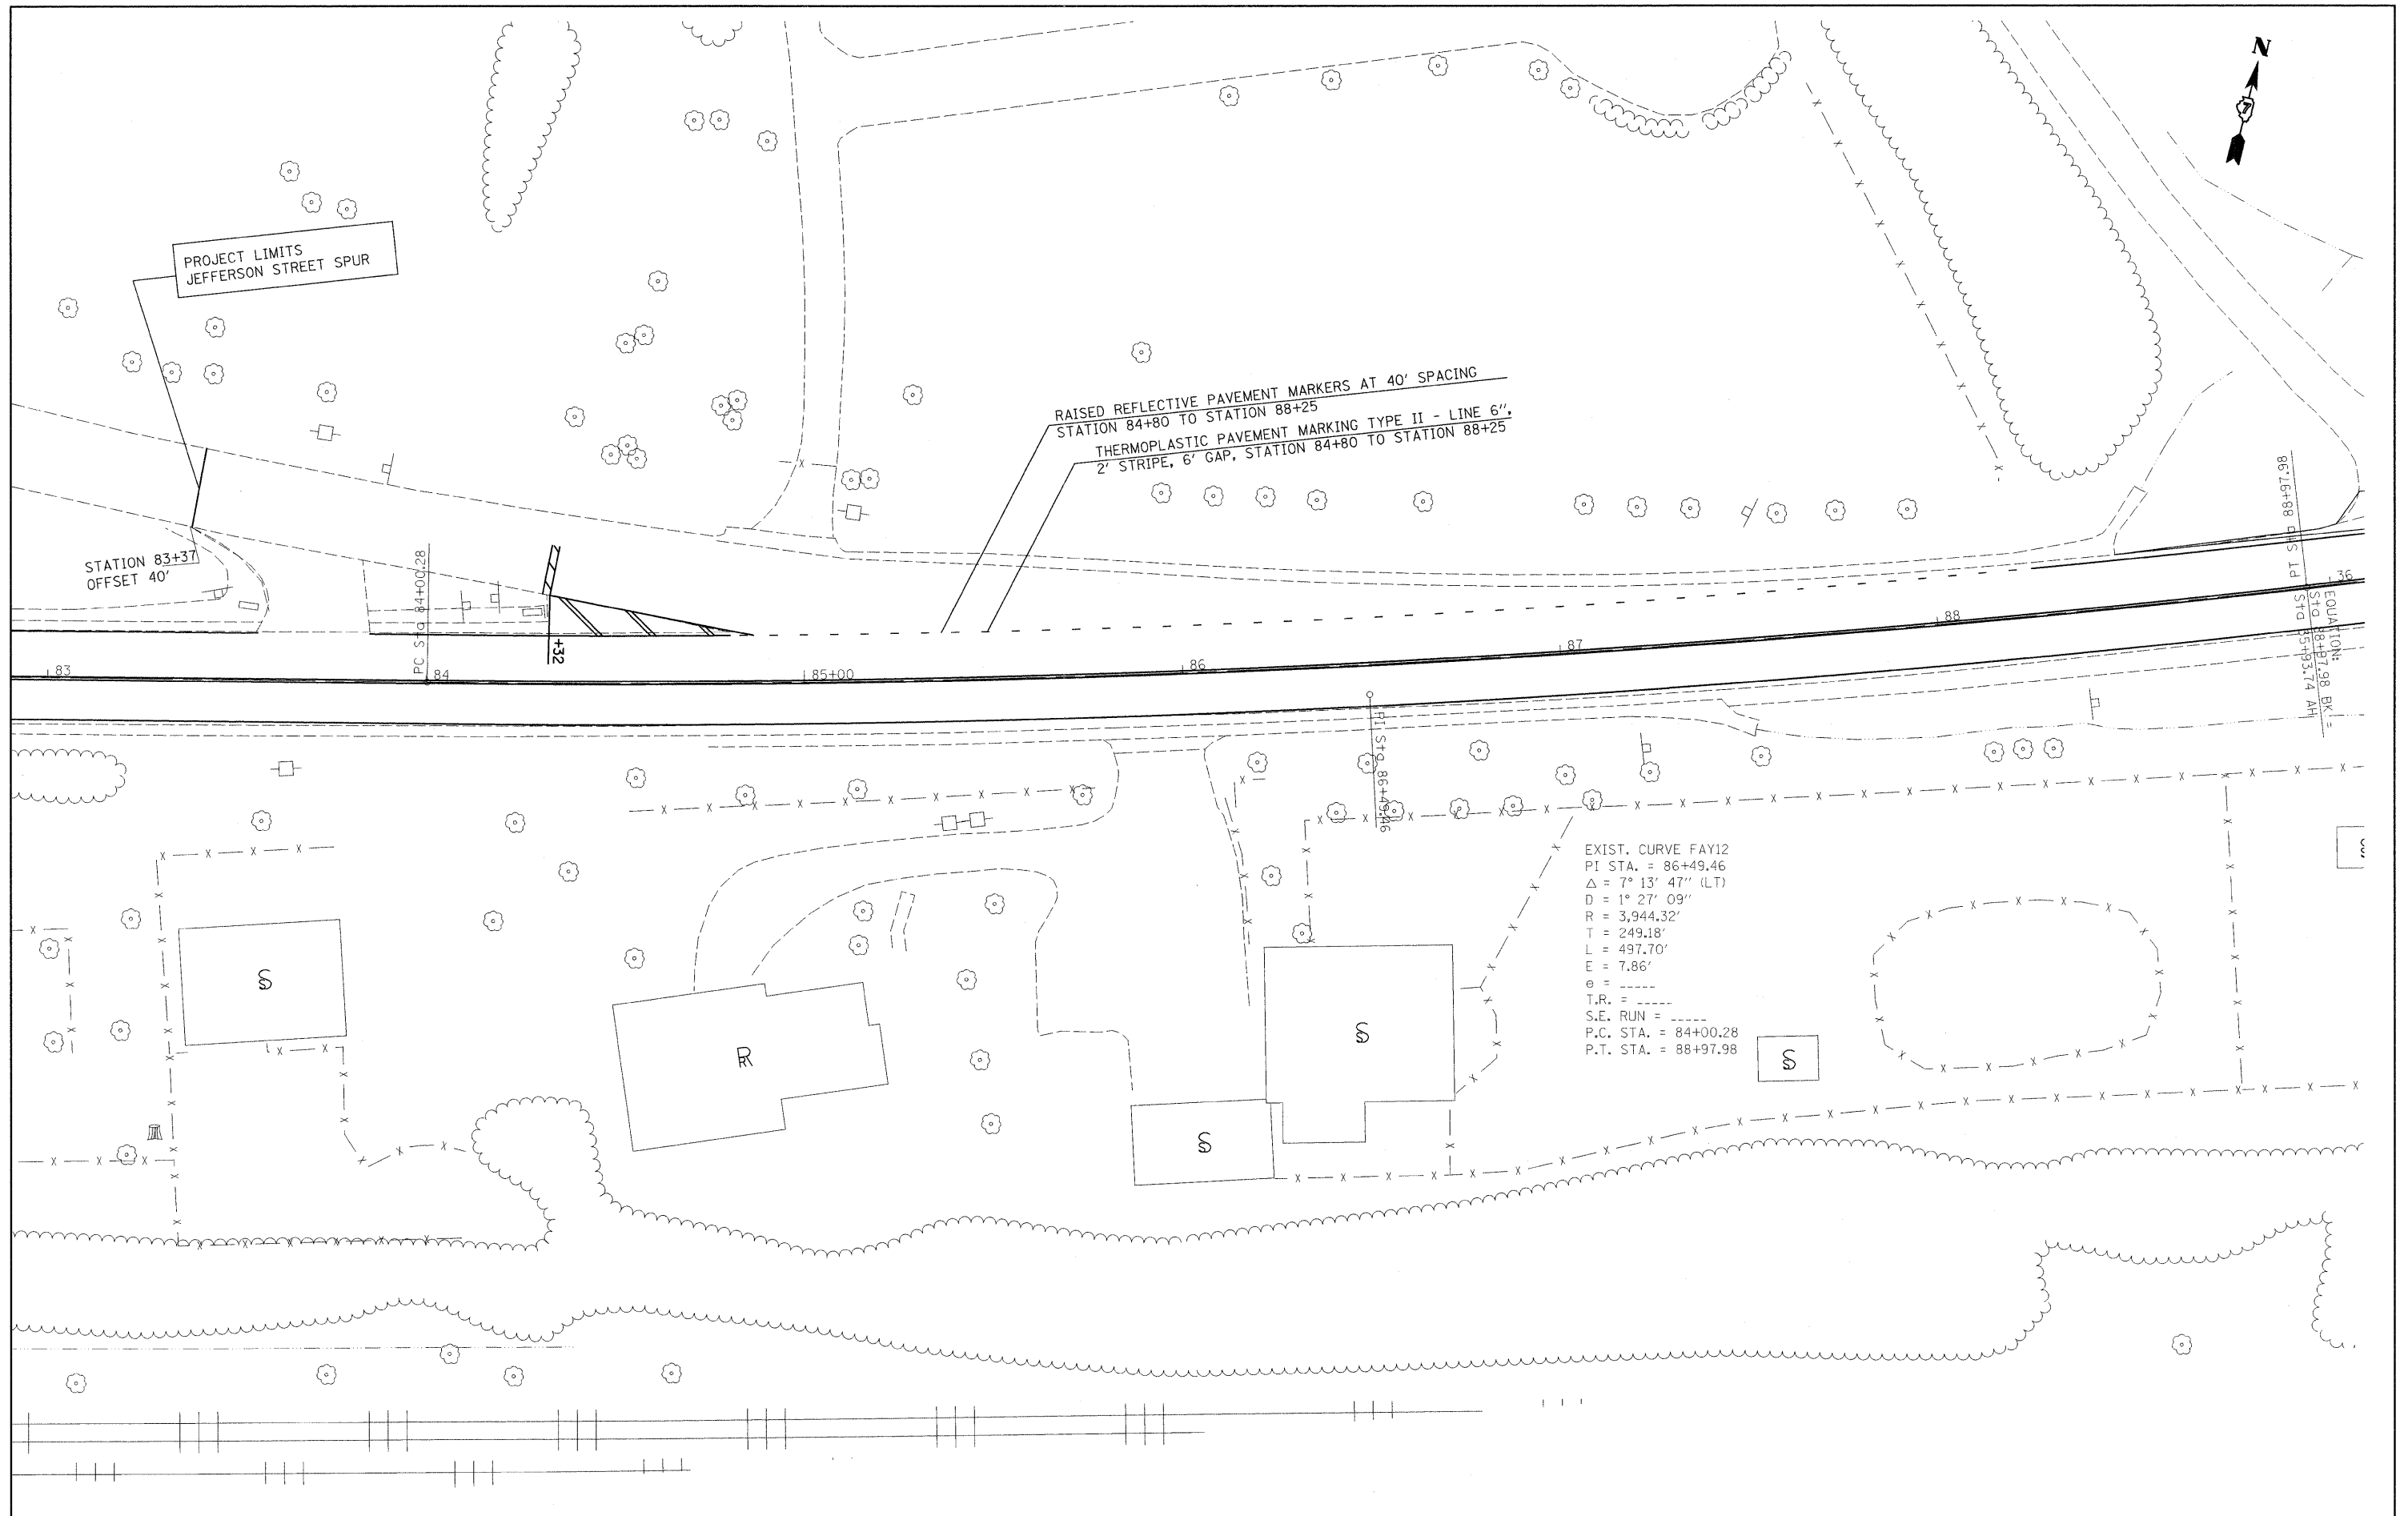 N
7
PROJECT LIMITS
JEFFERSON STREET SPUR
RAISED REFLECTIVE PAVEMENT MARKERS AT 40' SPACING
STATION 84+80 TO STATION 88+25
THERMOPLASTIC PAVEMENT MARKING TYPE II - LINE 6",
2' STRIPE, 6' GAP, STATION 84+80 TO STATION 88+25
STATION 83+37
OFFSET 40'
PC Sta 84+00.28
+32
PT Sta 88+97.98
EQUATION:
Sta 88+97.98 BK =
Sta 35+93.74 AH
83
84
85+00
86
87
88
36
PI Sta 86+49.46
EXIST. CURVE FAY12
PI STA. = 86+49.46
Δ = 7° 13' 47" (LT)
D = 1° 27' 09"
R = 3,944.32'
T = 249.18'
L = 497.70'
E = 7.86'
e = _____
T.R. = _____
S.E. RUN = _____
P.C. STA. = 84+00.28
P.T. STA. = 88+97.98
S
R
S
S
S